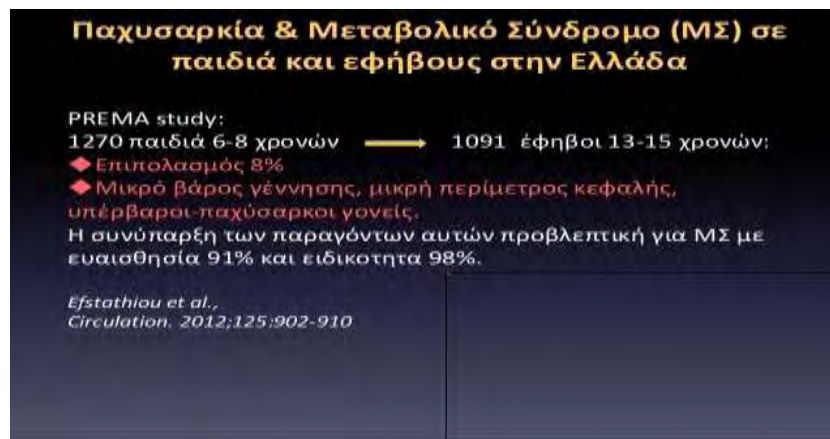 Παχυσαρκία & Μεταβολικό Σύνδρομο (ΜΣ) σε
παιδιά και εφήβους στην Ελλάδα
PREMA study:
1270 παιδιά 6-8 χρονών 1091 έφηβοι 13-15 χρονών:
Επιπολασμός 8%
Μικρό βάρος γέννησης, μικρή περίμετρος κεφαλής,
υπέρβαροι-παχύσαρκοι γονείς.
Η συνύπαρξη των παραγόντων αυτών προβλεπτική για ΜΣ με
ευαισθησία 91% και ειδικοτητα 98%.
Efstathiou et al.,
Circulation. 2012;125:902-910